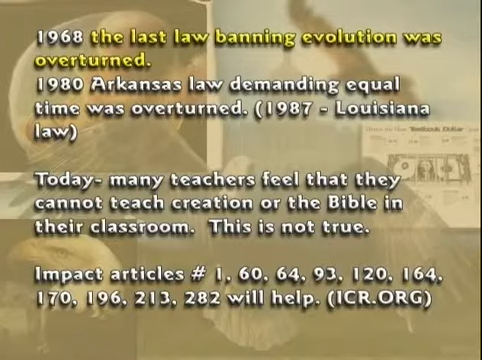 1968 the last law banning evolution was
overturned.
1980 Arkansas law demanding equal
time was overturned. (1987 - Louisiana
law)
Today- many teachers feel that they
cannot teach creation or the Bible in
their classroom. This is not true.
Impact articles # 1, 60, 64, 93, 120, 164,
170, 196, 213, 282 will help. (ICR.ORG)
Textbook Dollar